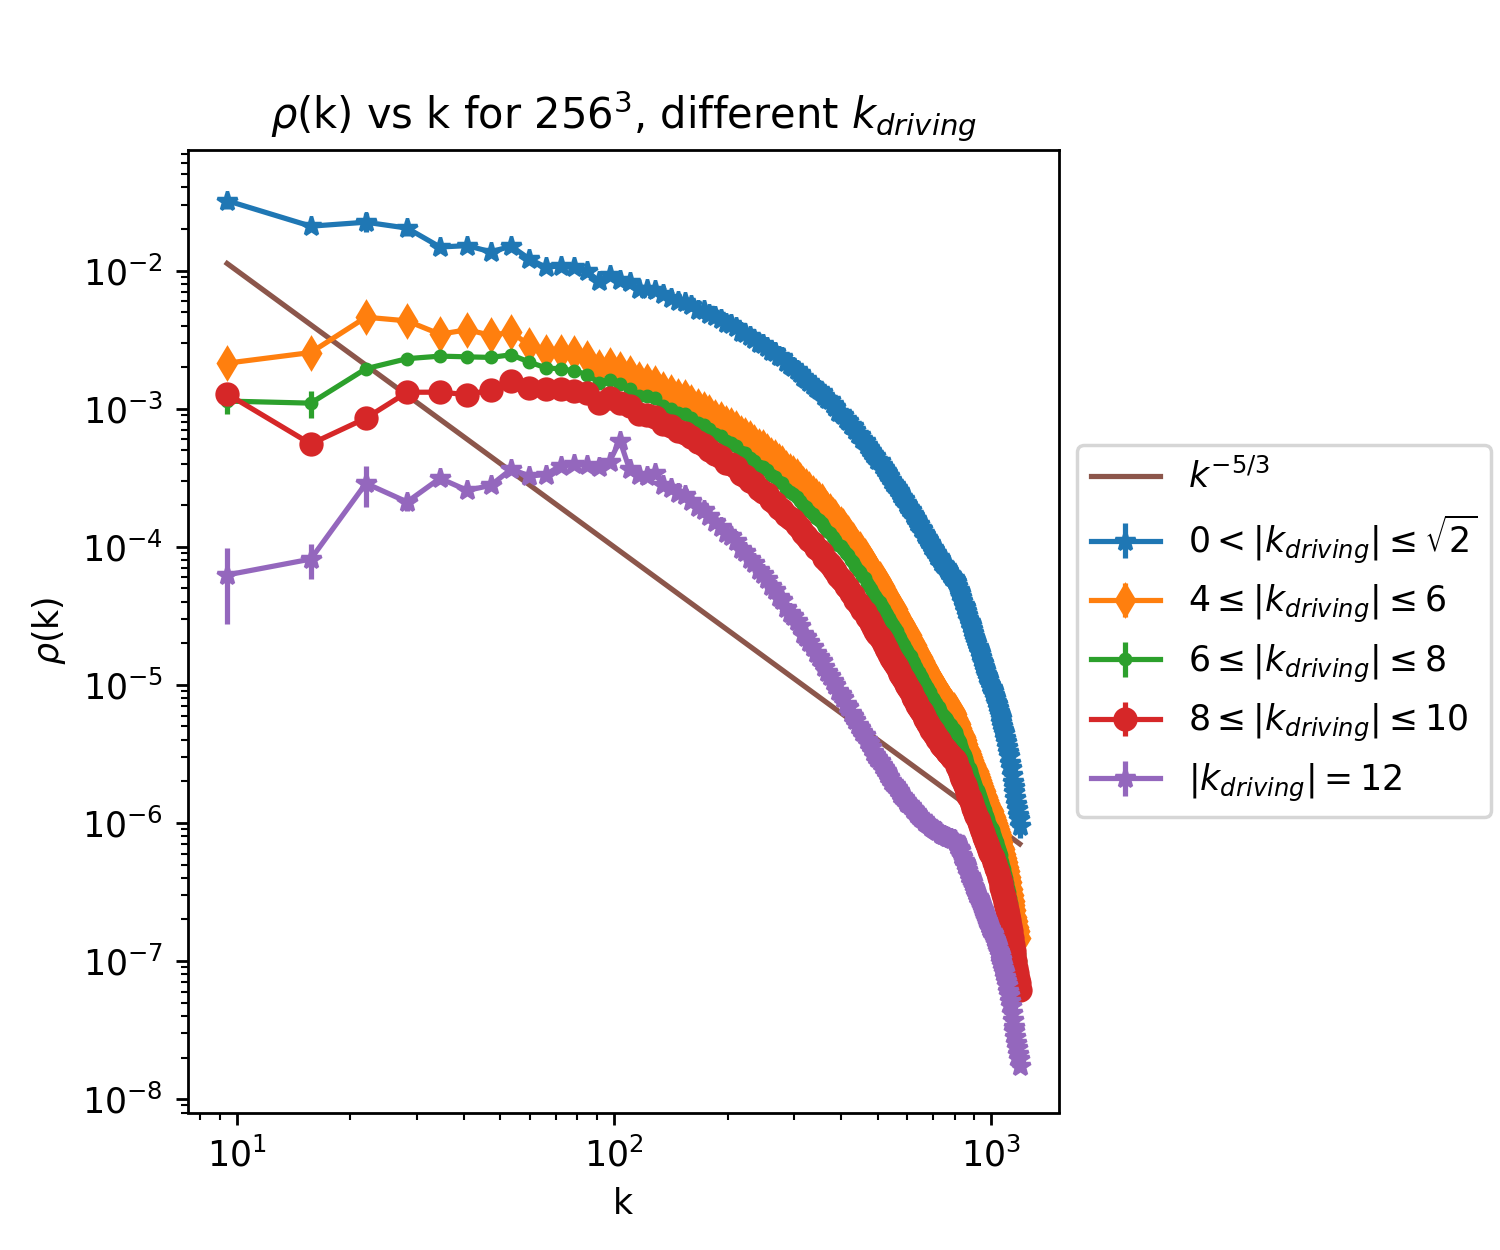 ρ(k) vs k for 256³, different k_driving
10⁻²
10⁻³
10⁻⁴
10⁻⁵
10⁻⁶
10⁻⁷
10⁻⁸
ρ(k)
10¹ 10² 10³
k
k^{-5/3}
0 < |k_driving| ≤ √2
4 ≤ |k_driving| ≤ 6
6 ≤ |k_driving| ≤ 8
8 ≤ |k_driving| ≤ 10
|k_driving| = 12